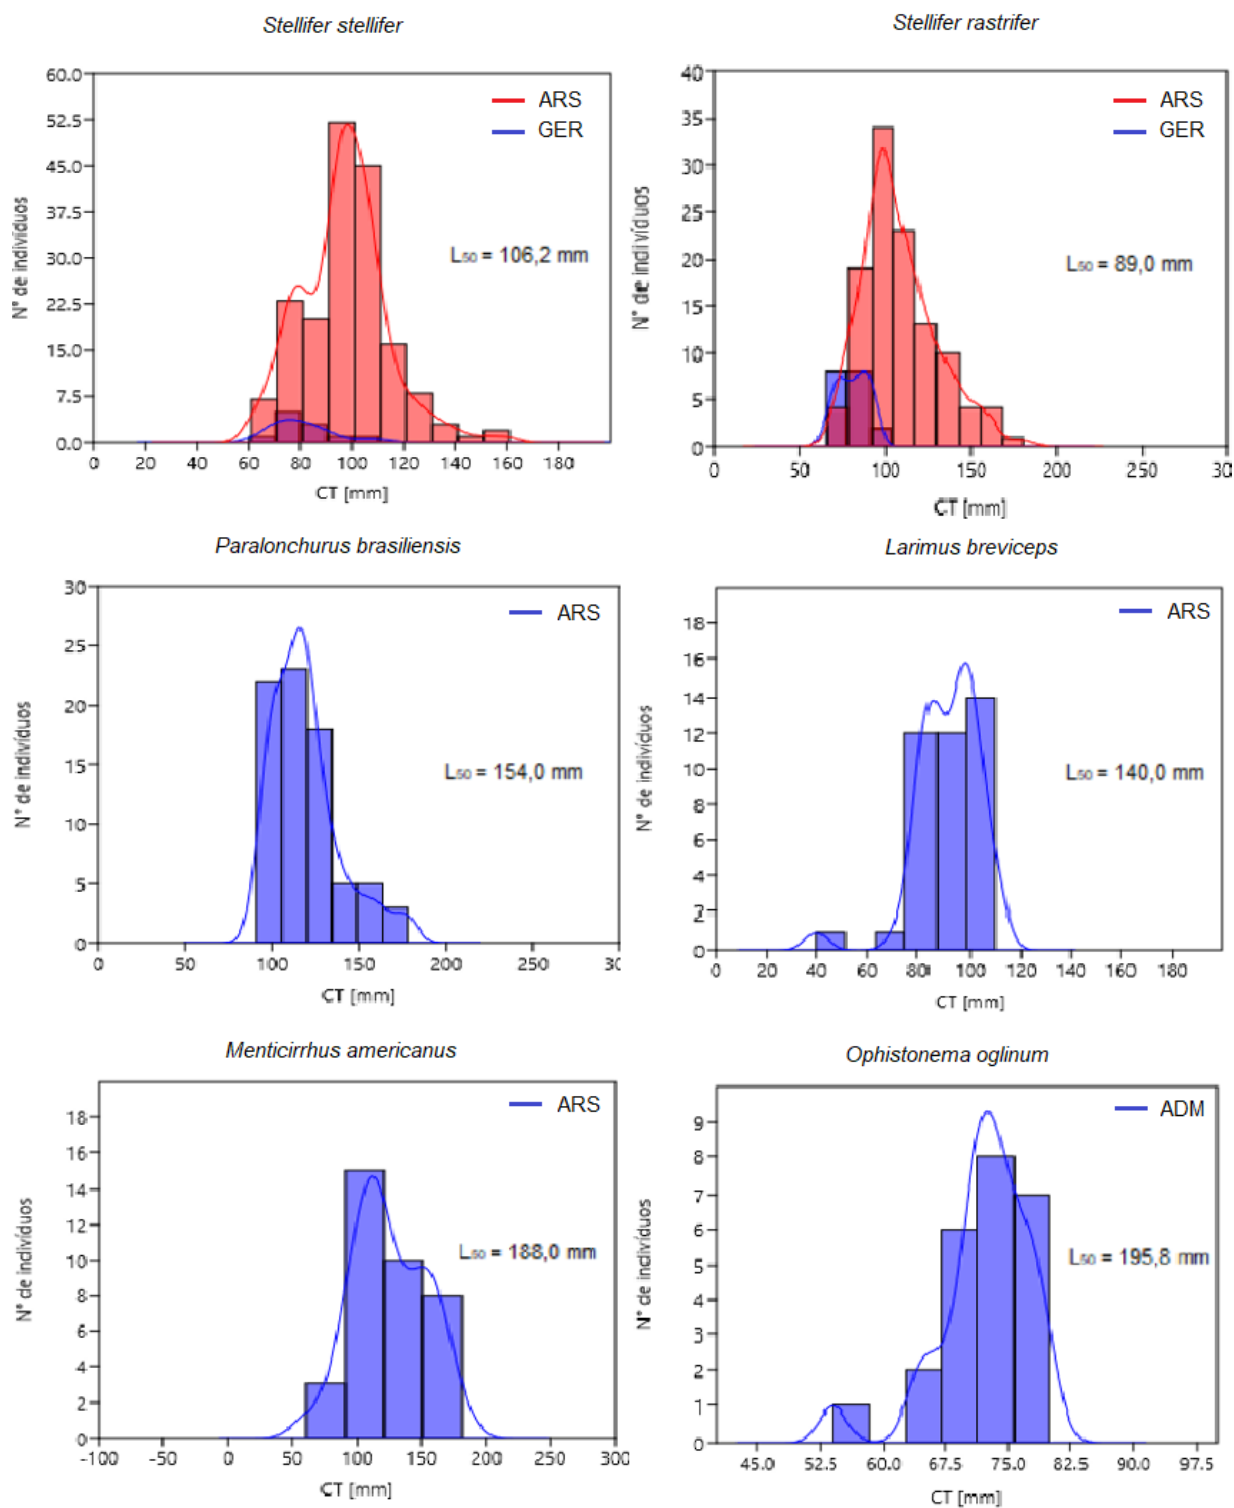 Stellifer stellifer
60.0
52.5
45.0
37.5
30.0
22.5
15.0
7.5
0.0
N° de indivíduos
ARS
GER
L50 = 106,2 mm
0 20 40 60 80 100 120 140 160 180
CT [mm]
Stellifer rastrifer
40
35
30
25
20
15
10
5
0
N° de indivíduos
ARS
GER
L50 = 89,0 mm
0 50 100 150 200 250 30
CT [mm]
Paralonchurus brasiliensis
30
25
20
15
10
5
0
N° de indivíduos
ARS
L50 = 154,0 mm
0 50 100 150 200 250 30
CT [mm]
Larimus breviceps
18
16
14
12
10
8
6
4
2
0
N° de indivíduos
ARS
L50 = 140,0 mm
0 20 40 60 80 100 120 140 160 180
CT [mm]
Menticirrhus americanus
18
16
14
12
10
8
6
4
2
0
N° de indivíduos
ARS
L50 = 188,0 mm
-100 -50 0 50 100 150 200 250 300
CT [mm]
Ophistonema oglinum
9
8
7
6
5
4
3
2
1
0
N° de indivíduos
ADM
L50 = 195,8 mm
45.0 52.5 60.0 67.5 75.0 82.5 90.0 97.5
CT [mm]